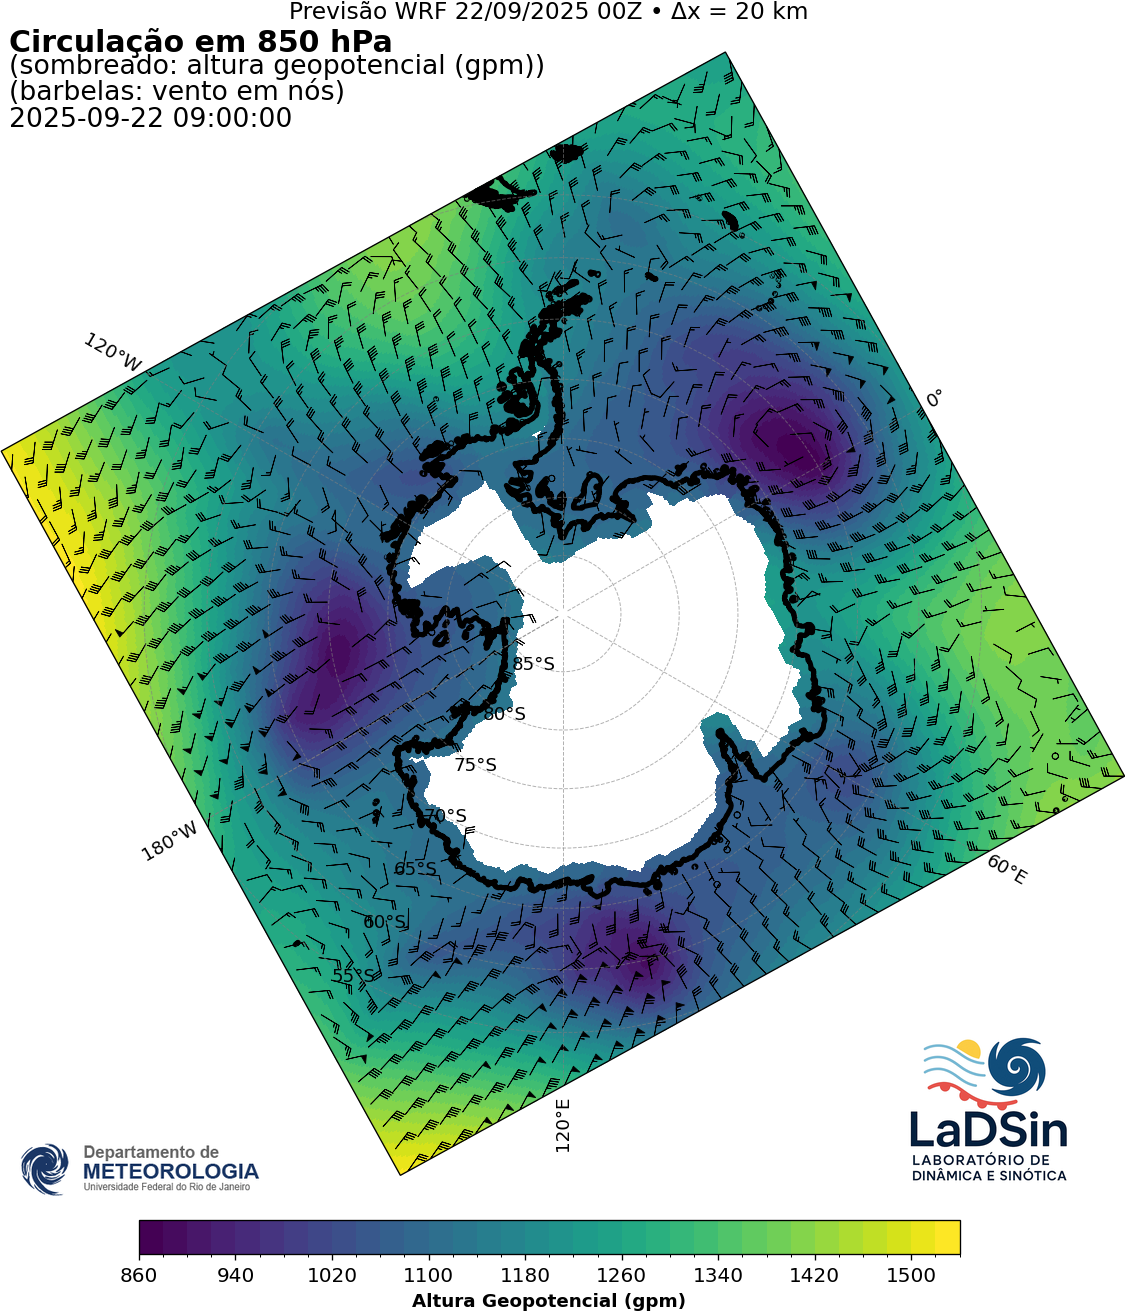 Previsão WRF 22/09/2025 00Z • Δx = 20 km
Circulação em 850 hPa
(sombreado: altura geopotencial (gpm))
(barbelas: vento em nós)
2025-09-22 09:00:00
120°W
0°
85°S
80°S
75°S
70°S
180°W
65°S
60°E
60°S
55°S
120°E
LaDSin
LABORATÓRIO DE
DINÂMICA E SINÓTICA
Departamento de
METEOROLOGIA
Universidade Federal do Rio de Janeiro
860 940 1020 1100 1180 1260 1340 1420 1500
Altura Geopotencial (gpm)